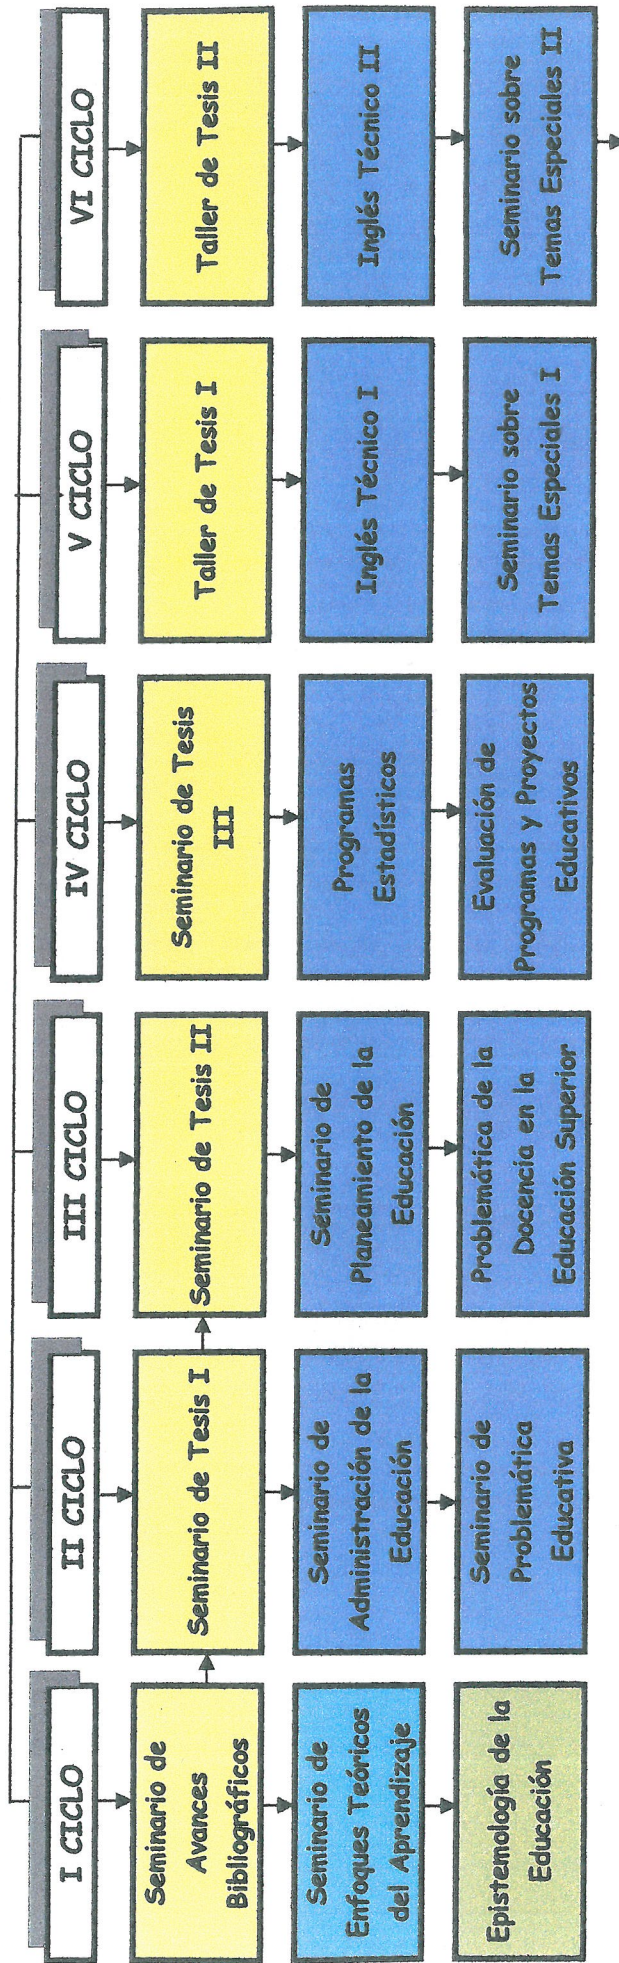 I CICLO
Seminario de
Avances
Bibliográficos
Seminario de
Enfoques Teóricos
del Aprendizaje
Epistemología de la
Educación
II CICLO
Seminario de Tesis I
Seminario de
Administración de la
Educación
Seminario de
Problemática
Educativa
III CICLO
Seminario de Tesis II
Seminario de
Planeamiento de la
Educación
Problemática de la
Docencia en la
Educación Superior
IV CICLO
Seminario de Tesis
III
Programas
Estadísticos
Evaluación de
Programas y Proyectos
Educativos
V CICLO
Taller de Tesis I
Inglés Técnico I
Seminario sobre
Temas Especiales I
VI CICLO
Taller de Tesis II
Inglés Técnico II
Seminario sobre
Temas Especiales II